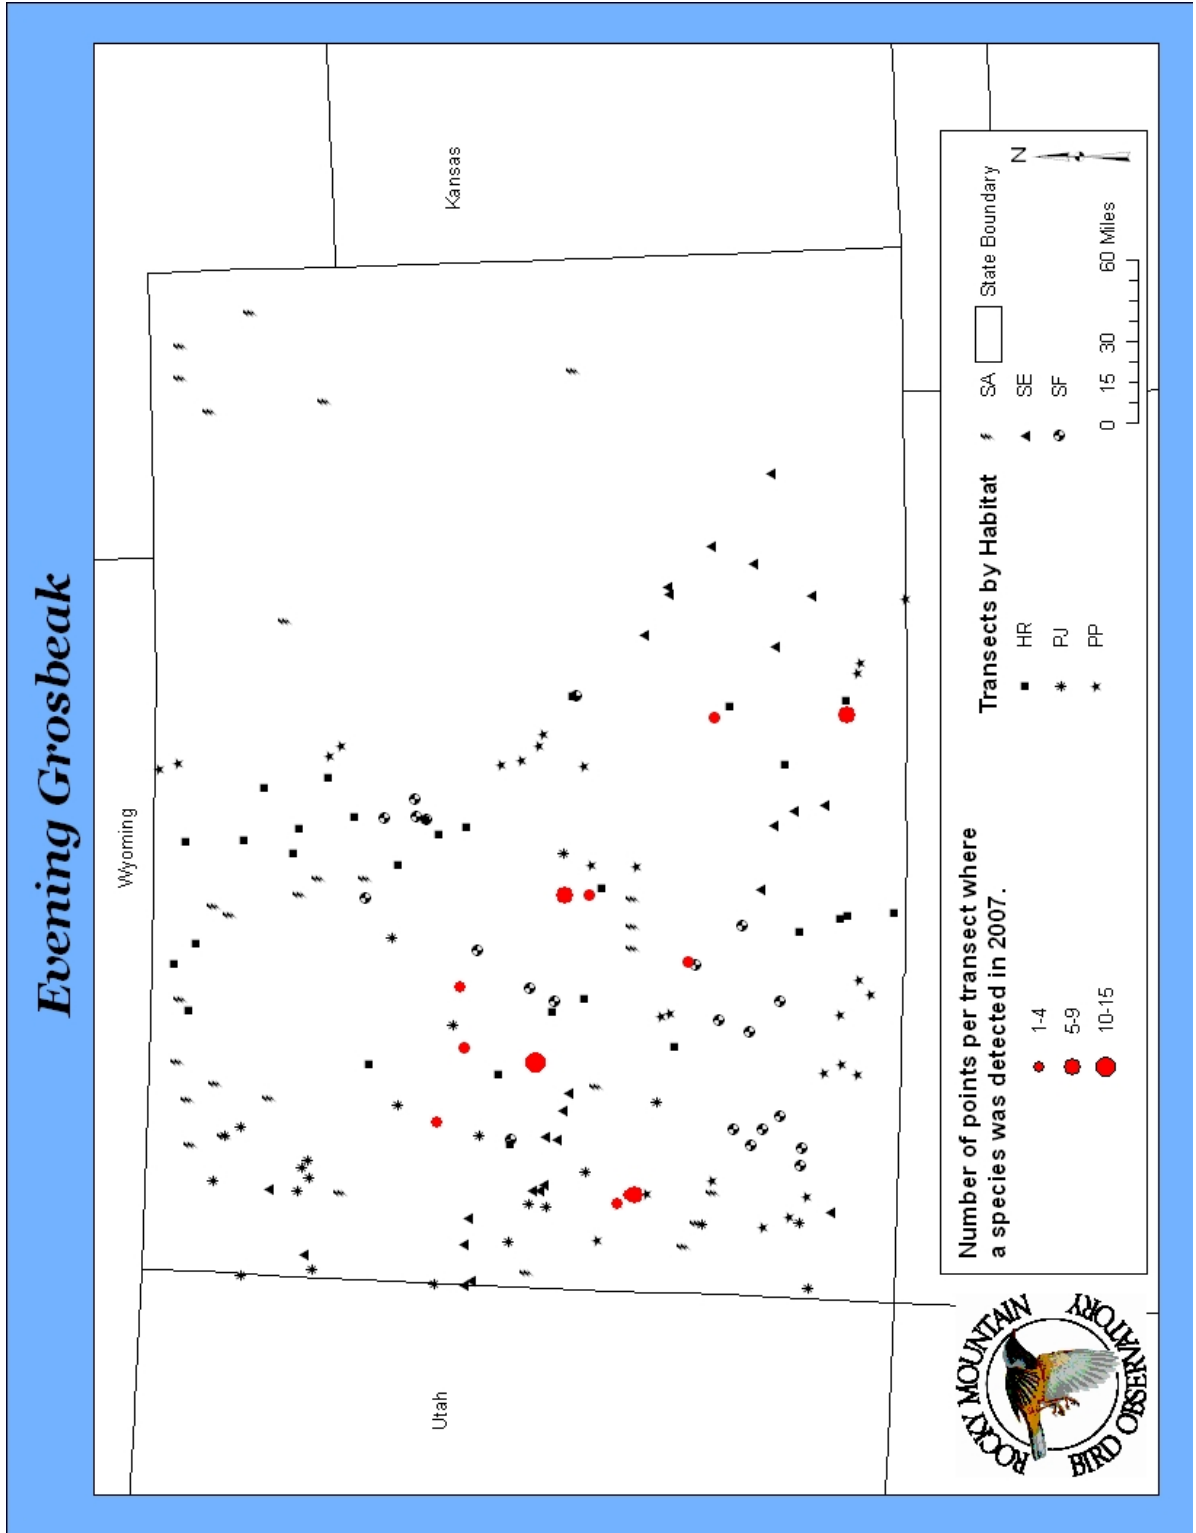 Evening Grosbeak
Wyoming
Utah
Kansas
ROCKY MOUNTAIN
BIRD OBSERVATORY
Number of points per transect where
a species was detected in 2007.
1-4
5-9
10-15
Transects by Habitat
HR
PJ
PP
SA
SE
SF
State Boundary
N
0 15 30 60 Miles